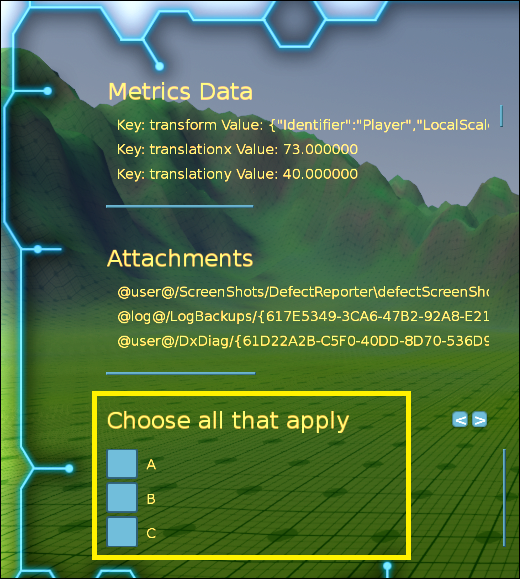 Metrics Data
Key: transform Value: {"Identifier":"Player","LocalScal
Key: translationx Value: 73.000000
Key: translationy Value: 40.000000
Attachments
@user@/ScreenShots/DefectReporter\defectScreenSho
@log@/LogBackups/{617E5349-3CA6-47B2-92A8-E21
@user@/DxDiag/{61D22A2B-C5F0-40DD-8D70-536D9
Choose all that apply
< >
A
B
C